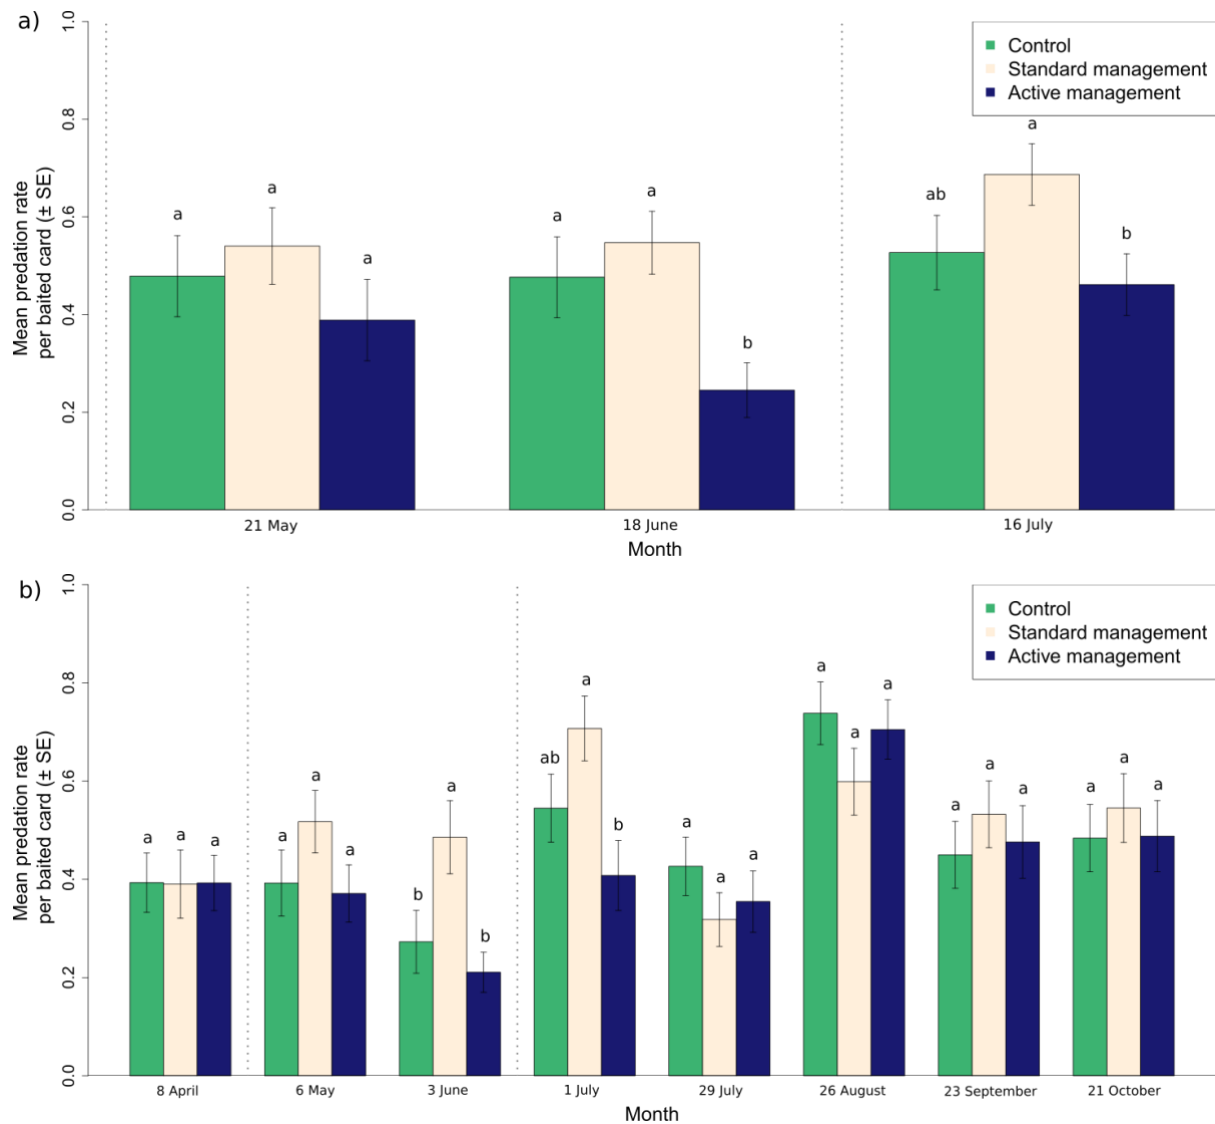 a)
Mean predation rate
per baited card (± SE)
1.0
0.8
0.6
0.4
0.2
0.0
Control
Standard management
Active management
a
a
a
a
a
b
ab
a
b
21 May
18 June
16 July
Month
b)
Mean predation rate
per baited card (± SE)
1.0
0.8
0.6
0.4
0.2
0.0
Control
Standard management
Active management
a
a
a
a
a
a
b
a
b
ab
a
b
a
a
a
a
a
a
a
a
a
a
a
a
8 April
6 May
3 June
1 July
29 July
26 August
23 September
21 October
Month